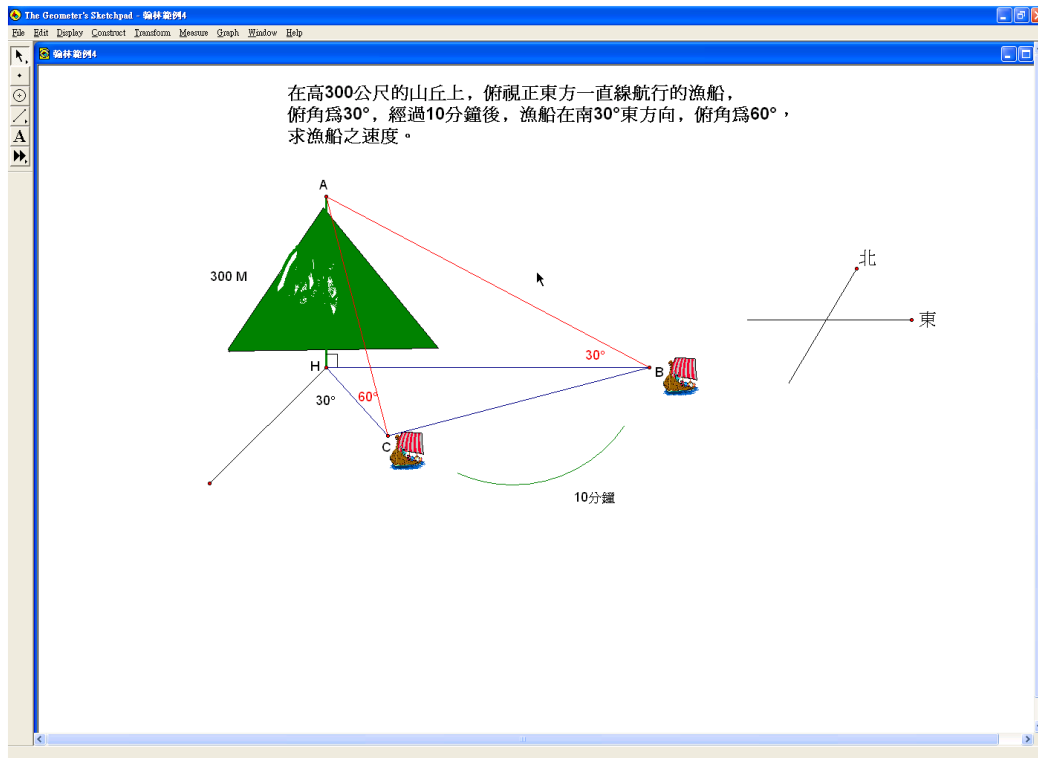 The Geometer's Sketchpad - 翰林範例4
File Edit Display Construct Transform Measure Graph Window Help
翰林範例4
在高300公尺的山丘上，俯視正東方一直線航行的漁船，
俯角為30°，經過10分鐘後，漁船在南30°東方向，俯角為60°，
求漁船之速度。
A
A
300 M
北
東
30°
H
B
30°
60°
C
10分鐘